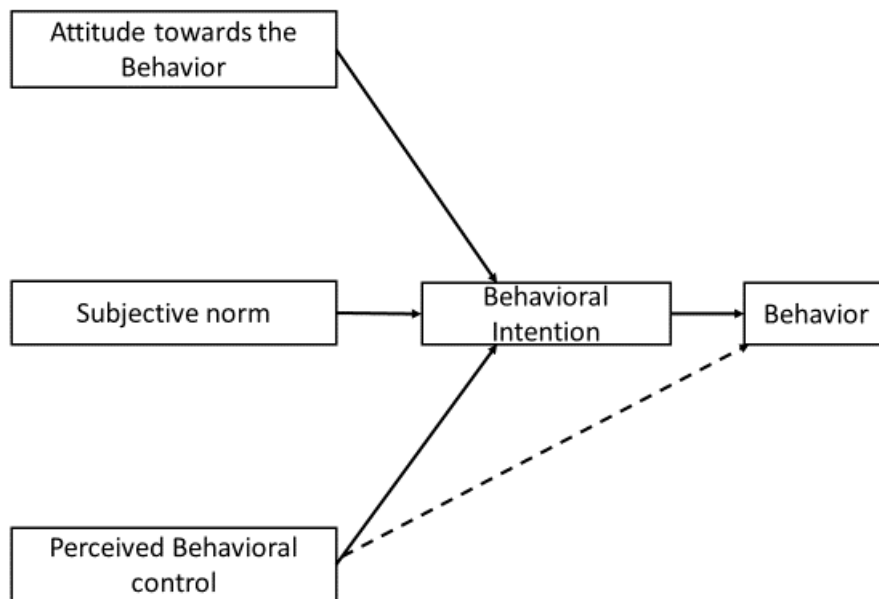 Attitude towards the
Behavior
Subjective norm
Behavioral
Intention
Behavior
Perceived Behavioral
control